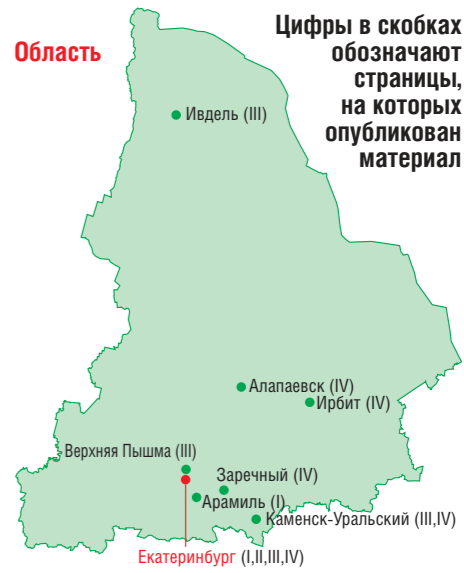 Область
Цифры в скобках
обозначают
страницы,
на которых
опубликован
материал
Ивдель (III)
Алапаевск (IV)
Ирбит (IV)
Верхняя Пышма (III)
Заречный (IV)
Арамиль (I)
Каменск-Уральский (III,IV)
Екатеринбург (I,II,III,IV)